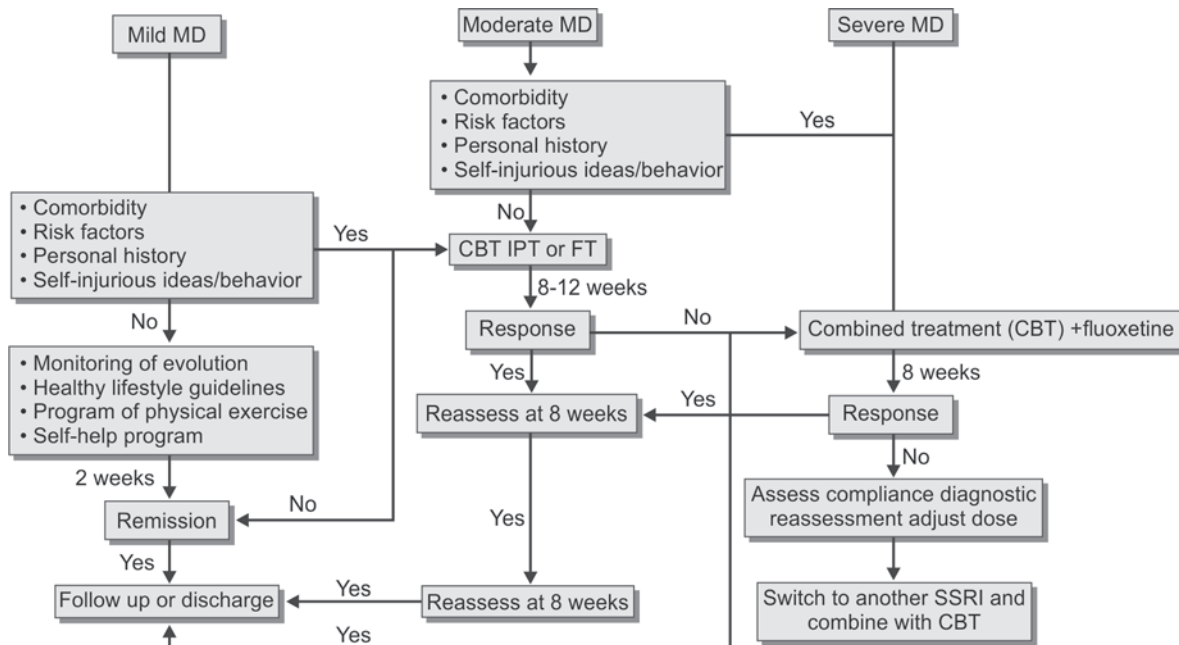 Mild MD
Moderate MD
Severe MD
• Comorbidity
• Risk factors
• Personal history
• Self-injurious ideas/behavior
Yes
• Comorbidity
• Risk factors
• Personal history
• Self-injurious ideas/behavior
Yes
No
CBT IPT or FT
8-12 weeks
No
• Monitoring of evolution
• Healthy lifestyle guidelines
• Program of physical exercise
• Self-help program
Response
No
Combined treatment (CBT) +fluoxetine
Yes
8 weeks
Reassess at 8 weeks
Yes
Response
2 weeks
No
Remission
No
Yes
Assess compliance diagnostic
reassessment adjust dose
Yes
Follow up or discharge
Yes
Reassess at 8 weeks
Switch to another SSRI and
combine with CBT
Yes